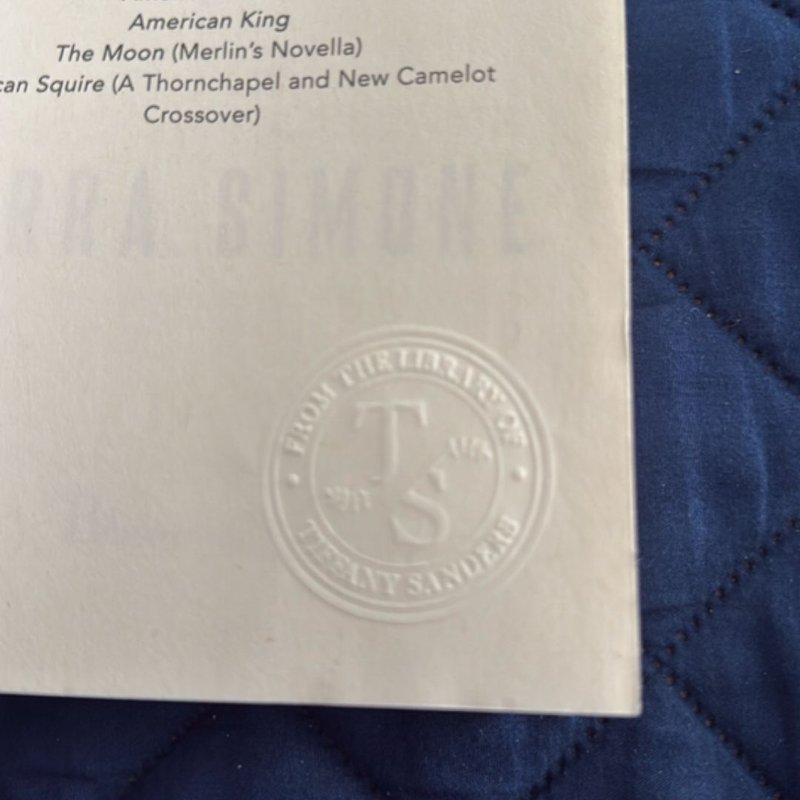 American King
The Moon (Merlin's Novella)
can Squire (A Thornchapel and New Camelot
Crossover)
RRA SIMONE
FROM THE LIBRARY OF
T
S
TIFFANY SANDERS